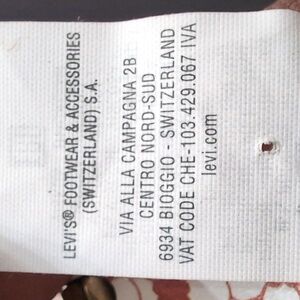 LEVI'S® FOOTWEAR & ACCESSORIES
(SWITZERLAND) S.A.
VIA ALLA CAMPAGNA 2B
CENTRO NORD-SUD
6934 BIOGGIO - SWITZERLAND
VAT CODE CHE-103.429.067 IVA
levi.com